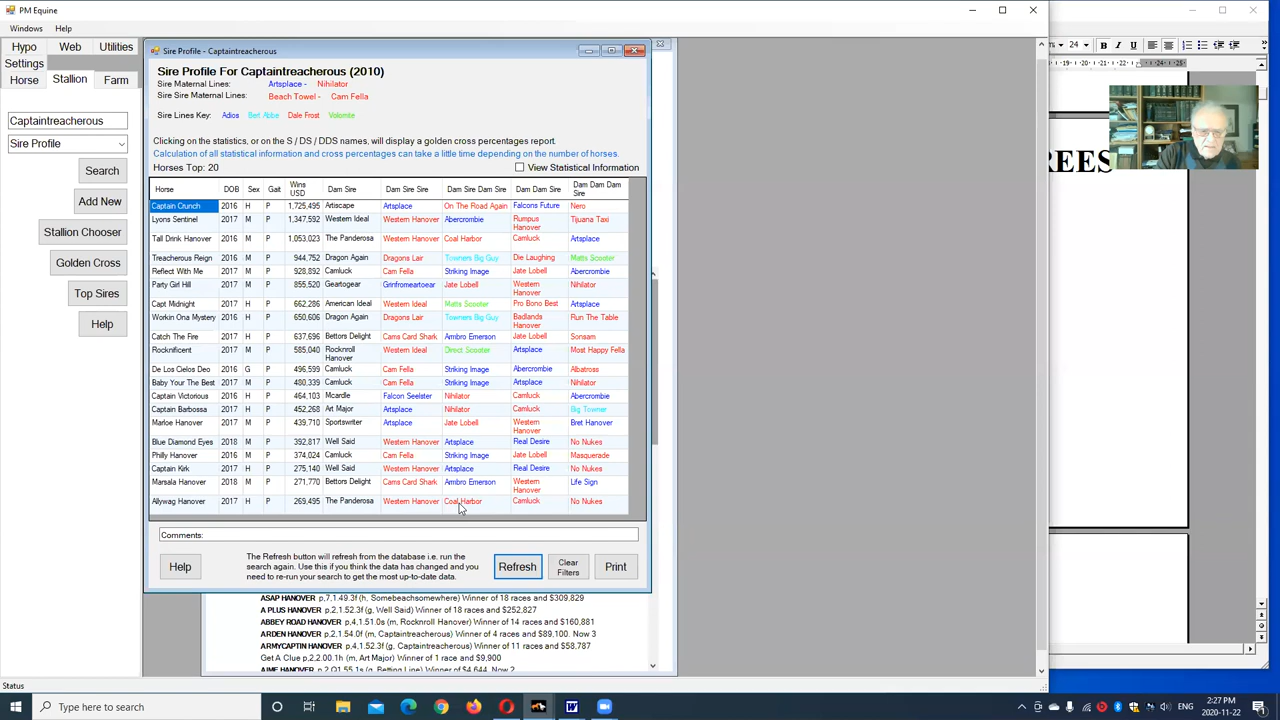 PM Equine
Windows Help
Hypo Web Utilities
Settings
Horse Stallion Farm
Captaintreacherous
Sire Profile
Search
Add New
Stallion Chooser
Golden Cross
Top Sires
Help
Sire Profile - Captaintreacherous
Sire Profile For Captaintreacherous (2010)
Sire Maternal Lines: Artsplace - Nihilator
Sire Sire Maternal Lines: Beach Towel - Cam Fella
Sire Lines Key: Adios Bert Abbe Dale Frost Volomite
Clicking on the statistics, or on the S / DS / DDS names, will display a golden cross percentages report.
Calculation of all statistical information and cross percentages can take a little time depending on the number of horses.
Horses Top: 20 View Statistical Information
Horse DOB Sex Gait Wins USD Dam Sire Dam Sire Sire Dam Sire Dam Sire Dam Dam Sire Dam Dam Dam Sire
Captain Crunch 2016 H P 1,725,495 Artiscape Artsplace On The Road Again Falcons Future Nero
Lyons Sentinel 2017 M P 1,347,592 Western Ideal Western Hanover Abercrombie Rumpus Hanover Tijuana Taxi
Tall Drink Hanover 2016 M P 1,053,023 The Panderosa Western Hanover Coal Harbor Camluck Artsplace
Treacherous Reign 2016 M P 944,752 Dragon Again Dragons Lair Towners Big Guy Die Laughing Matts Scooter
Reflect With Me 2017 M P 928,892 Camluck Cam Fella Striking Image Jate Lobell Abercrombie
Party Girl Hill 2017 M P 855,520 Geartogear Grinfromeartoear Jate Lobell Western Hanover Nihilator
Capt Midnight 2016 H P 662,286 American Ideal Western Ideal Matts Scooter Pro Bono Best Artsplace
Workin Ona Mystery 2016 H P 650,606 Dragon Again Dragons Lair Towners Big Guy Badlands Hanover Run The Table
Catch The Fire 2017 H P 637,696 Bettors Delight Cams Card Shark Ambro Emerson Jate Lobell Sonsam
Rocknificent 2017 M P 585,040 Rocknroll Hanover Western Ideal Direct Scooter Artsplace Most Happy Fella
De Los Cielos Deo 2016 G P 496,599 Camluck Cam Fella Striking Image Abercrombie Albatross
Baby Your The Best 2017 M P 480,339 Camluck Cam Fella Striking Image Artsplace Nihilator
Captain Victorious 2016 H P 464,103 Mcardle Falcon Seelster Nihilator Camluck Artsplace
Captain Barbossa 2017 H P 452,268 Art Major Artsplace Nihilator Camluck Big Towner
Marloe Hanover 2017 M P 439,710 Sportswriter Artsplace Jate Lobell Western Hanover Bret Hanover
Blue Diamond Eyes 2018 M P 392,817 Well Said Western Hanover Artsplace Real Desire No Nukes
Philly Hanover 2016 M P 374,024 Camluck Cam Fella Striking Image Jate Lobell Masquerade
Captain Kirk 2017 H P 275,140 Well Said Western Hanover Artsplace Real Desire No Nukes
Marsala Hanover 2018 M P 271,770 Bettors Delight Cams Card Shark Ambro Emerson Western Hanover Life Sign
Allywag Hanover 2017 H P 269,495 The Panderosa Western Hanover Coal Harbor Camluck No Nukes
Comments:
Help
The Refresh button will refresh from the database i.e. run the
search again. Use this if you think the data has changed and you
need to re-run your search to get the most up-to-date data.
Refresh Clear Filters Print
ASAP HANOVER p,7,1.49.3f (h, Somebeachsomewhere) Winner of 18 races and $309,829
A PLUS HANOVER p,2,1.52.3f (g, Well Said) Winner of 18 races and $252,827
ABBEY ROAD HANOVER p,4,1.51.0s (m, Rocknroll Hanover) Winner of 14 races and $160,881
ARDEN HANOVER p,2,1.54.0f (m, Captaintreacherous) Winner of 4 races and $89,100. Now 3
ARMYCAPTIN HANOVER p,4,1.52.3f (g, Captaintreacherous) Winner of 11 races and $58,787
Get A Clue p,2,2.00.1h (m, Art Major) Winner of 1 race and $9,900
AIME HANOVER p,2,Q1.55.1s (g, Betting Line) Winner of $4,644. Now 2
24 B I U
REES
Status
Type here to search
2:27 PM
2020-11-22